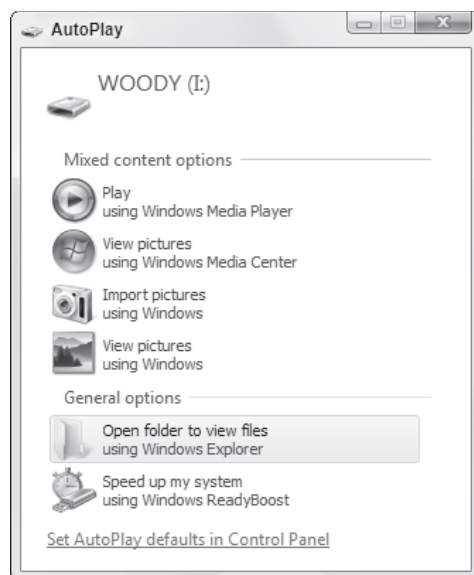 AutoPlay
WOODY (I:)
Mixed content options
Play
using Windows Media Player
View pictures
using Windows Media Center
Import pictures
using Windows
View pictures
using Windows
General options
Open folder to view files
using Windows Explorer
Speed up my system
using Windows ReadyBoost
Set AutoPlay defaults in Control Panel